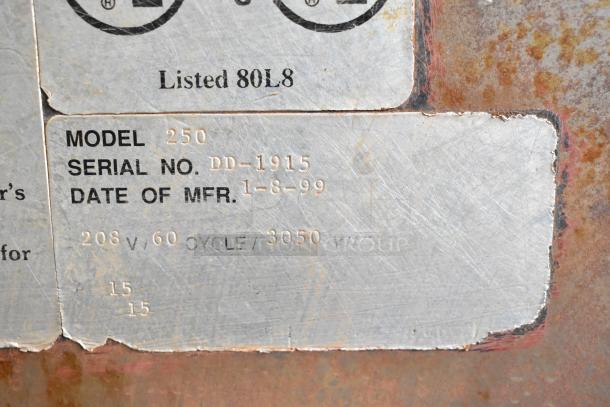 ®
®
Listed 80L8
MODEL 250
SERIAL NO. DD-1915
DATE OF MFR. 1-8-99
r's
208 V/ 60 CYCLE/ 3050
for
GROUP
15
15